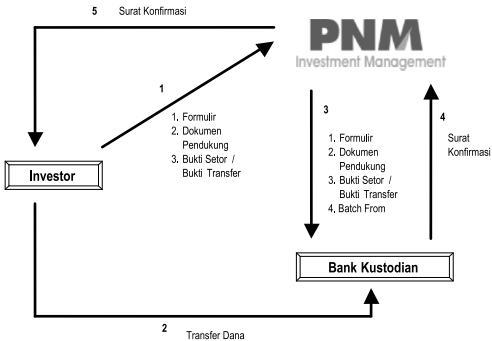 5 Surat Konfirmasi
PNM
Investment Management
1
1. Formulir
2. Dokumen
Pendukung
3. Bukti Setor /
Bukti Transfer
3
1. Formulir
2. Dokumen
Pendukung
3. Bukti Setor /
Bukti Transfer
4. Batch From
4
Surat
Konfirmasi
Investor
Bank Kustodian
2
Transfer Dana